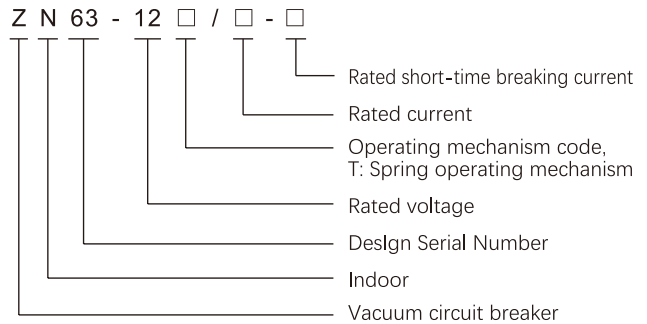 Z N 63 - 12 □ / □ - □
Rated short-time breaking current
Rated current
Operating mechanism code,
T: Spring operating mechanism
Rated voltage
DesIgn Serial Number
Indoor
Vacuum circuit breaker